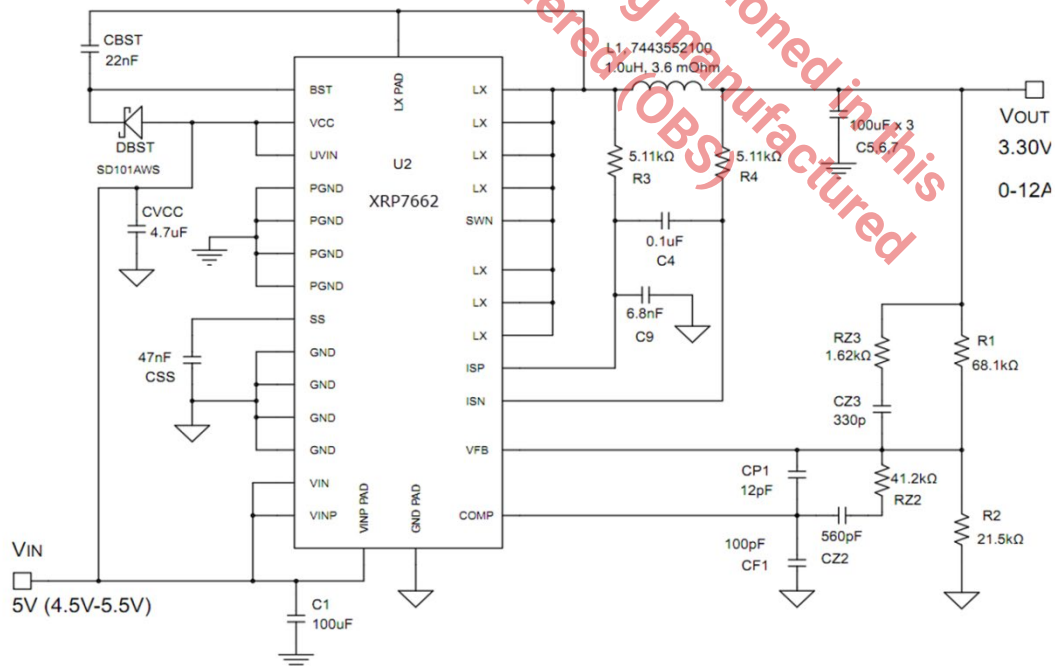 CBST
22nF
DBST
SD101AWS
CVCC
4.7uF
47nF
CSS
VIN
5V (4.5V-5.5V)
C1
100uF
BST
VCC
UVIN
PGND
PGND
PGND
PGND
SS
GND
GND
GND
GND
VIN
VINP
LX PAD
U2
XRP7662
VINP PAD
GND PAD
LX
LX
LX
LX
SWN
LX
LX
LX
ISP
ISN
VFB
COMP
L1, 7443552100
1.0uH, 3.6 mOhm
5.11kΩ
R3
5.11kΩ
R4
0.1uF
C4
6.8nF
C9
100uF x 3
C5,6,7
VOUT
3.30V
0-12A
RZ3
1.62kΩ
CZ3
330p
R1
68.1kΩ
CP1
12pF
41.2kΩ
RZ2
560pF
CZ2
100pF
CF1
R2
21.5kΩ
ioned in this
g manufactured
ered (OBS)